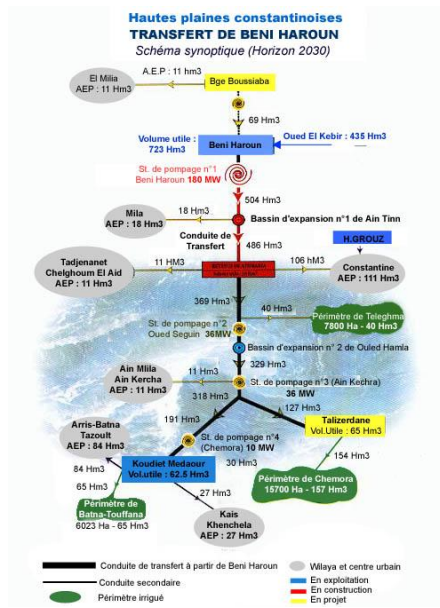 Hautes plaines constantinoises
TRANSFERT DE BENI HAROUN
Schéma synoptique (Horizon 2030)
El Milia
AEP : 11 Hm3
A.E.P : 11 hm3
Bge Boussiaba
69 Hm3
Volume utile :
723 Hm3
Beni Haroun
Oued El Kebir : 435 Hm3
St. de pompage n°1
Beni Haroun 180 MW
504 Hm3
Mila
AEP : 18 Hm3
18 Hm3
Bassin d'expansion n°1 de Ain Tinn
Conduite de
Transfert
486 Hm3
H.GROUZ
Tadjenanet
Chelghoum El Aid
AEP : 11 Hm3
11 HM3
106 hM3
Constantine
AEP : 111 Hm3
369 Hm3
40 Hm3
Périmètre de Teleghma
7800 Ha - 40 Hm3
St. de pompage n°2
Oued Seguin 36MW
Bassin d'expansion n° 2 de Ouled Hamla
329 Hm3
Ain Mlila
Ain Kercha
AEP : 11 Hm3
11 Hm3
St. de pompage n°3 (Ain Kechra)
36 MW
318 Hm3
127 Hm3
191 Hm3
Arris-Batna
Tazoult
AEP : 84 Hm3
St. de pompage n°4
(Chemora) 10 MW
Talizerdane
Vol.Utile : 65 Hm3
84 Hm3
Koudiet Medaour
Vol.utile : 62.5 Hm3
30 Hm3
154 Hm3
65 Hm3
Périmètre de
Batna-Touffana
6023 Ha - 65 Hm3
27 Hm3
Périmètre de Chemora
15700 Ha - 157 Hm3
Kais
Khenchela
AEP : 27 Hm3
Conduite de transfert à partir de Beni Haroun
Conduite secondaire
Périmètre irrigué
Wilaya et centre urbain
En exploitation
En construction
En projet